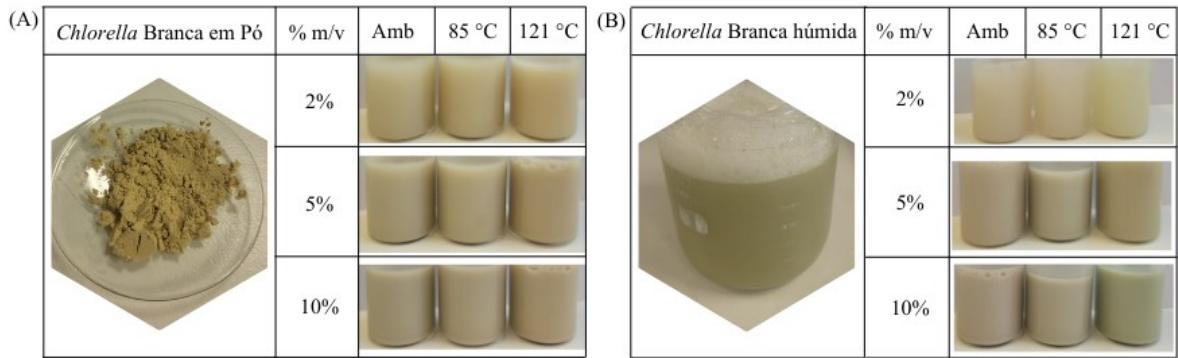 (A)
Chlorella Branca em Pó % m/v Amb 85 °C 121 °C
2%
5%
10%
(B)
Chlorella Branca húmida % m/v Amb 85 °C 121 °C
2%
5%
10%